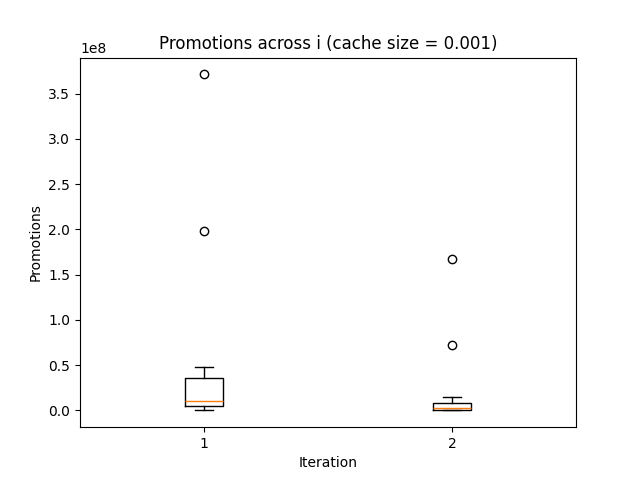 Promotions across i (cache size = 0.001)
1e8
3.5
3.0
2.5
2.0
1.5
1.0
0.5
0.0
Promotions
1 2
Iteration